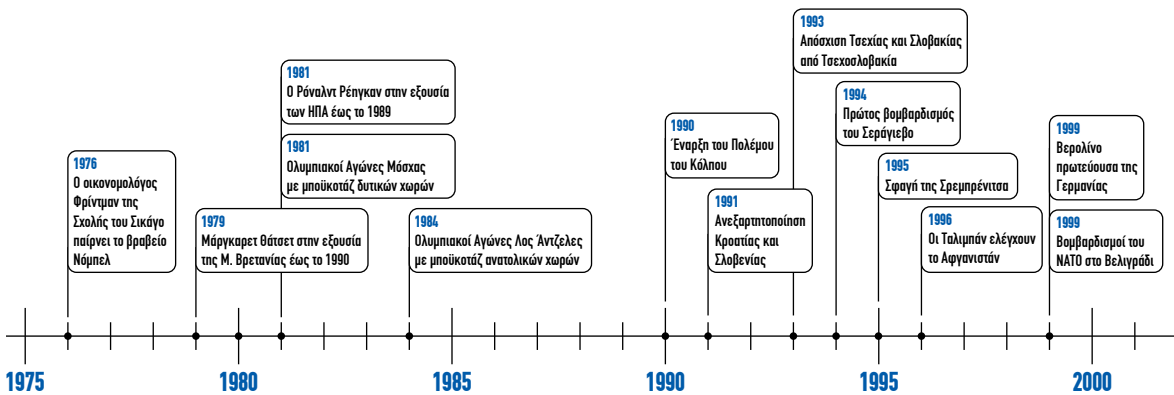 1976
Ο οικονομολόγος
Φρίντμαν της
Σχολής του Σικάγο
παίρνει το βραβείο
Νόμπελ
1979
Μάργκαρετ Θάτσετ στην εξουσία
της Μ. Βρετανίας έως το 1990
1981
Ο Ρόναλντ Ρέηγκαν στην εξουσία
των ΗΠΑ έως το 1989
1981
Ολυμπιακοί Αγώνες Μόσχας
με μποϋκοτάζ δυτικών χωρών
1984
Ολυμπιακοί Αγώνες Λος Άντζελες
με μποϋκοτάζ ανατολικών χωρών
1990
Έναρξη του Πολέμου
του Κόλπου
1991
Ανεξαρτητοποίηση
Κροατίας και
Σλοβενίας
1993
Απόσχιση Τσεχίας και Σλοβακίας
από Τσεχοσλοβακία
1994
Πρώτος βομβαρδισμός
του Σεράγιεβο
1995
Σφαγή της Σρεμπρένιτσα
1996
Οι Ταλιμπάν ελέγχουν
το Αφγανιστάν
1999
Βερολίνο
πρωτεύουσα της
Γερμανίας
1999
Βομβαρδισμοί του
ΝΑΤΟ στο Βελιγράδι
1975
1980
1985
1990
1995
2000